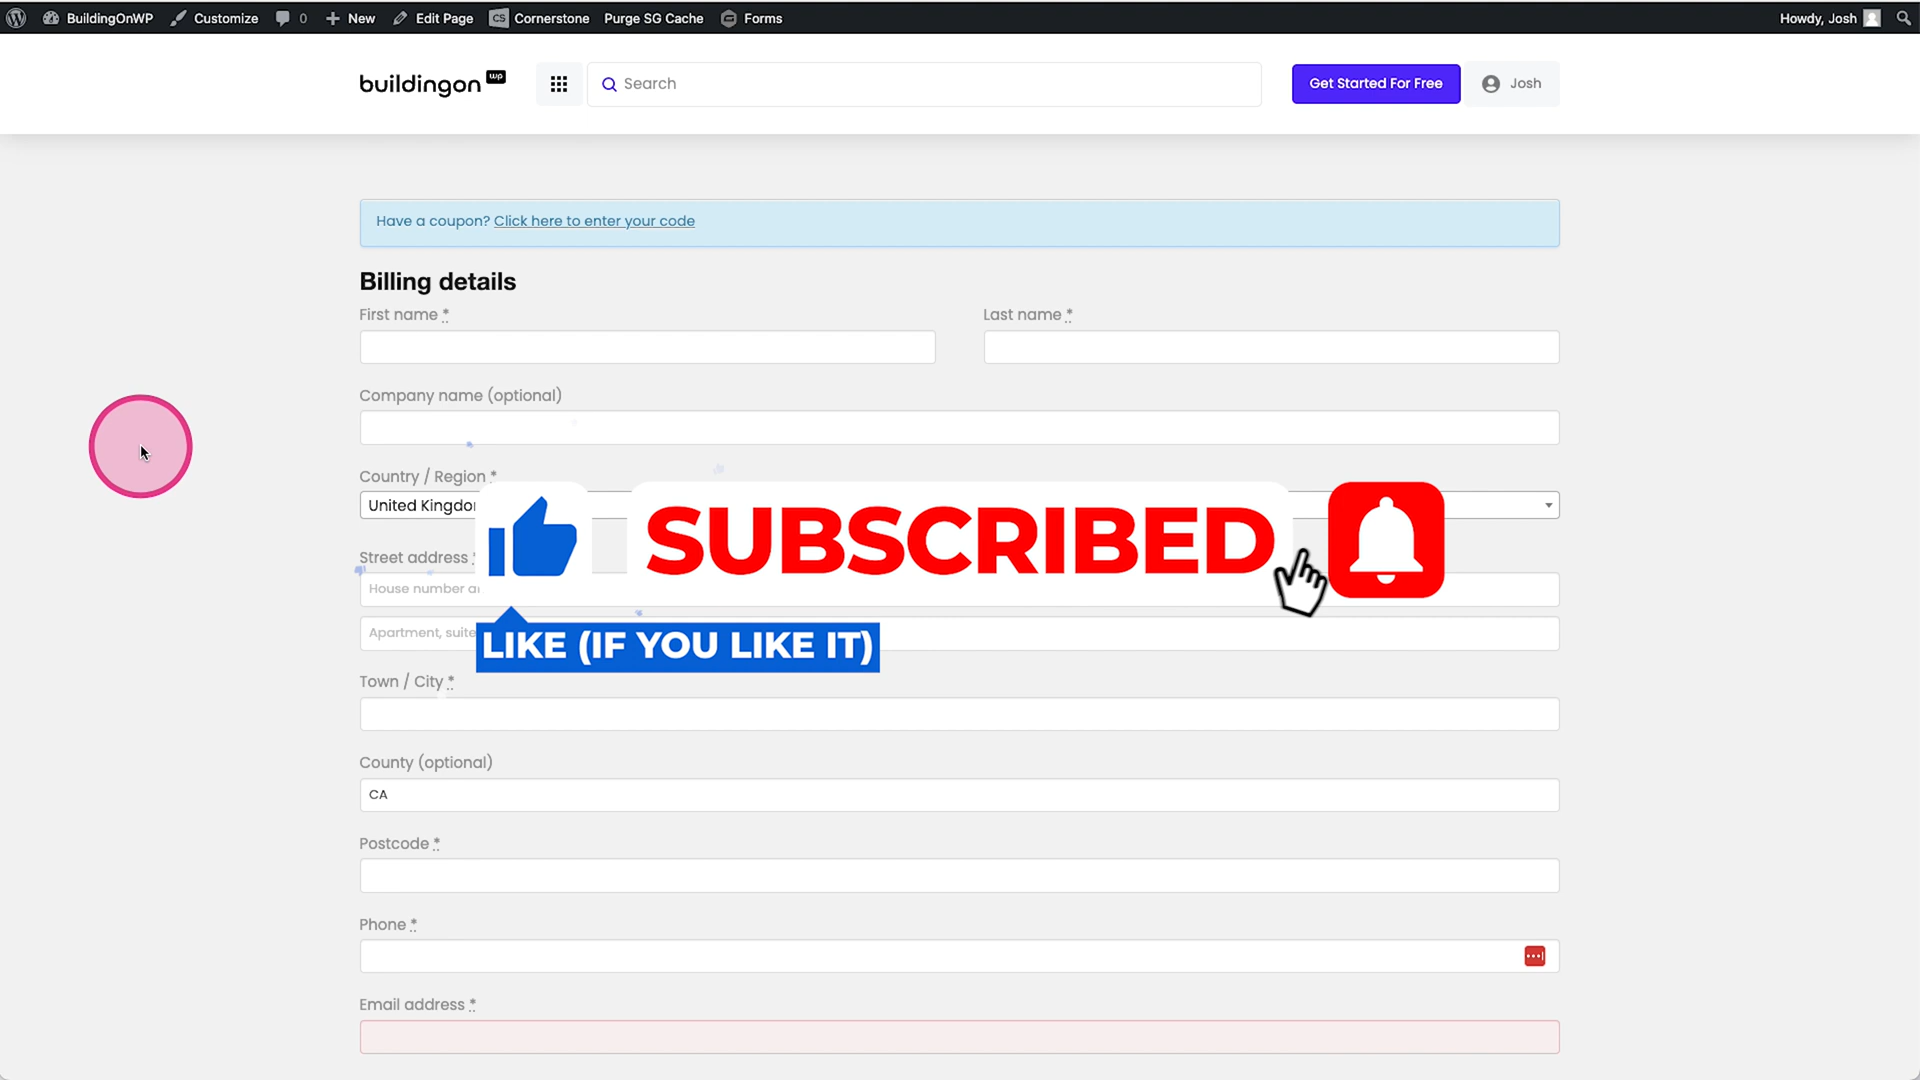 BuildingOnWP Customize 0 New Edit Page CS Cornerstone Purge SG Cache Forms Howdy, Josh
buildingon wp Search Get Started For Free Josh
Have a coupon? Click here to enter your code
Billing details
First name * Last name *
Company name (optional)
Country / Region *
United Kingdo
SUBSCRIBED
Street address *
House number a
Apartment, suite
LIKE (IF YOU LIKE IT)
Town / City *
County (optional)
CA
Postcode *
Phone *
Email address *